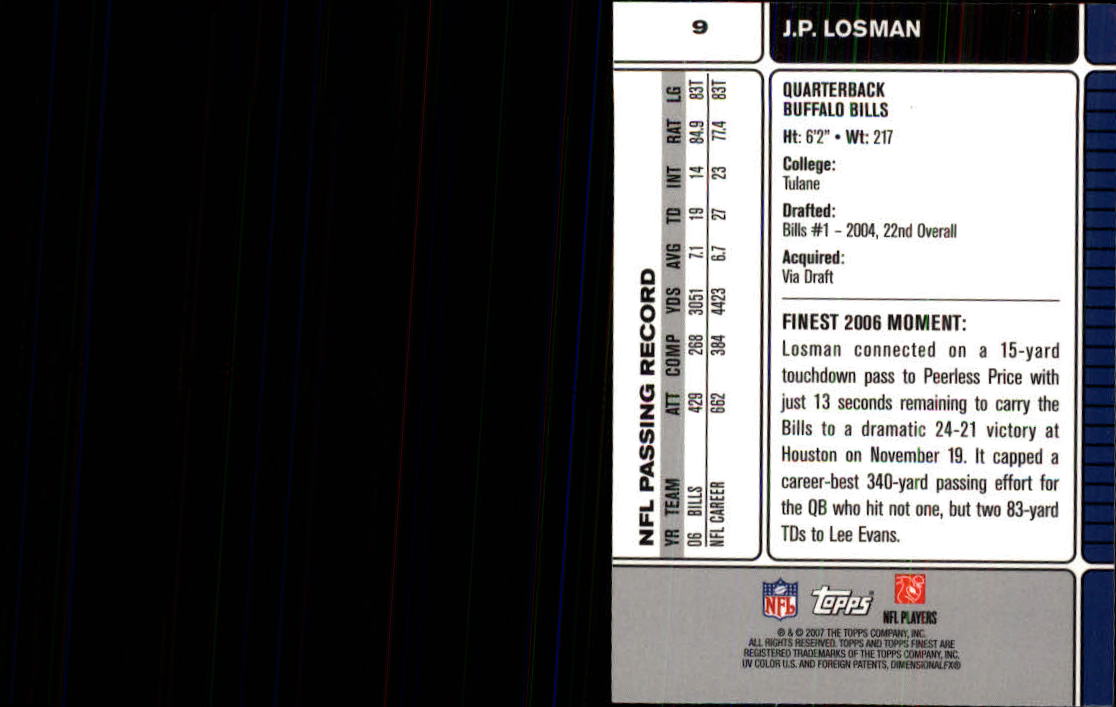 9
J.P. LOSMAN
NFL PASSING RECORD
YR TEAM ATT COMP YDS AVG TD INT RAT LG
06 BILLS 429 268 3051 7.1 19 14 84.9 83T
NFL CAREER 662 384 4423 6.7 27 23 77.4 83T
QUARTERBACK
BUFFALO BILLS
Ht: 6'2" • Wt: 217
College:
Tulane
Drafted:
Bills #1 – 2004, 22nd Overall
Acquired:
Via Draft
FINEST 2006 MOMENT:
Losman connected on a 15-yard
touchdown pass to Peerless Price with
just 13 seconds remaining to carry the
Bills to a dramatic 24-21 victory at
Houston on November 19. It capped a
career-best 340-yard passing effort for
the QB who hit not one, but two 83-yard
TDs to Lee Evans.
NFL
Topps
NFL PLAYERS
® & © 2007 THE TOPPS COMPANY, INC.
ALL RIGHTS RESERVED. TOPPS AND TOPPS FINEST ARE
REGISTERED TRADEMARKS OF THE TOPPS COMPANY, INC.
UV COLOR U.S. AND FOREIGN PATENTS, DIMENSIONALFX®